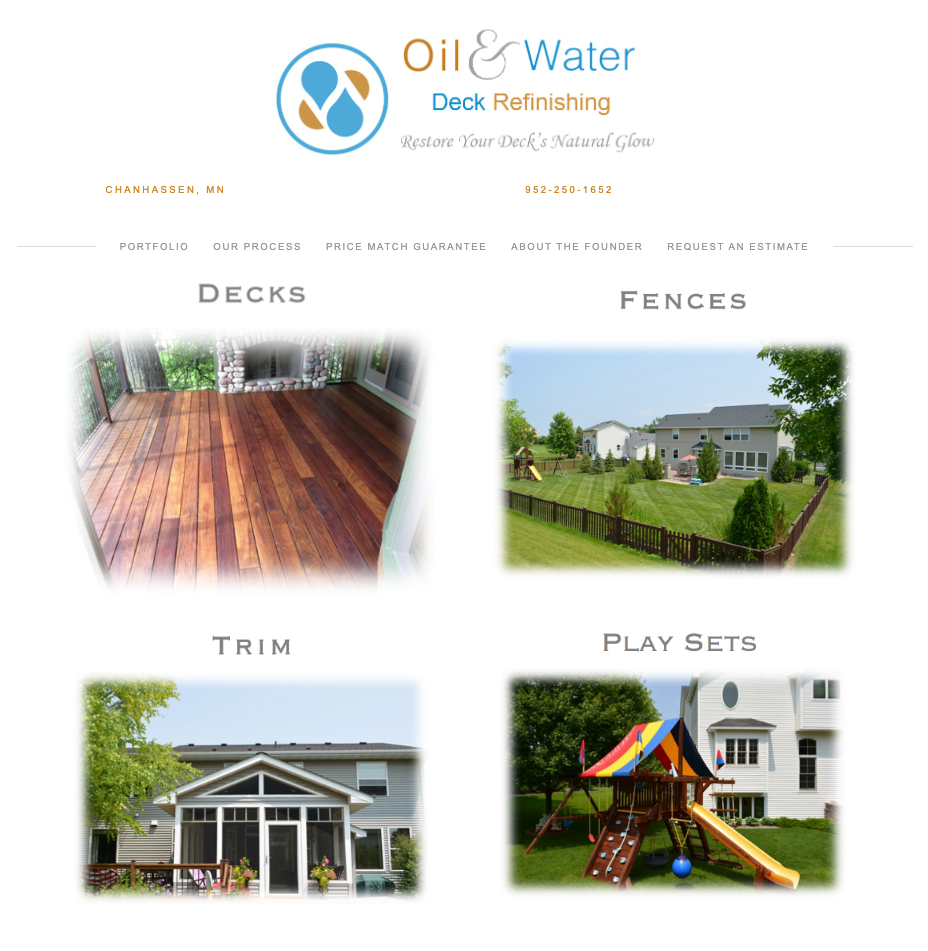 Oil & Water
Deck Refinishing
Restore Your Deck's Natural Glow
CHANHASSEN, MN
952-250-1652
PORTFOLIO OUR PROCESS PRICE MATCH GUARANTEE ABOUT THE FOUNDER REQUEST AN ESTIMATE
DECKS
FENCES
TRIM
PLAY SETS